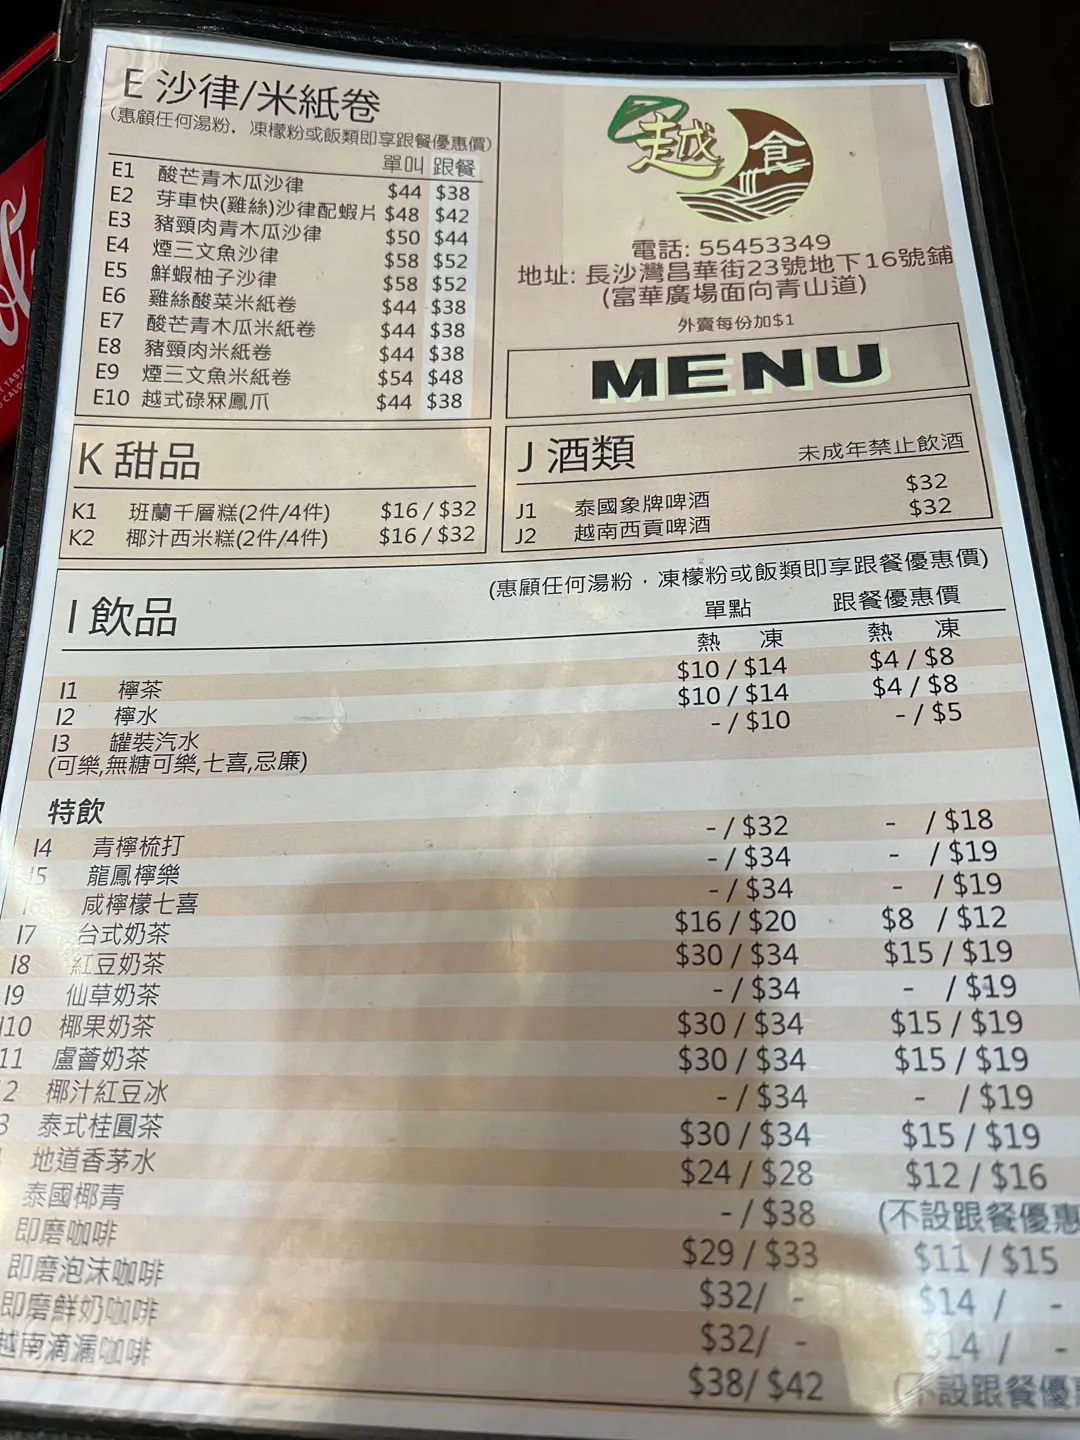 E 沙律/米紙卷
(惠顧任何湯粉，凍檬粉或飯類即享跟餐優惠價)
單叫 跟餐
E1 酸芒青木瓜沙律 $44 $38
E2 芽車快(雞絲)沙律配蝦片 $48 $42
E3 豬頸肉青木瓜沙律 $50 $44
E4 煙三文魚沙律 $58 $52
E5 鮮蝦柚子沙律 $58 $52
E6 雞絲酸菜米紙卷 $44 $38
E7 酸芒青木瓜米紙卷 $44 $38
E8 豬頸肉米紙卷 $44 $38
E9 煙三文魚米紙卷 $54 $48
E10 越式碌冧鳳爪 $44 $38
越食
電話: 55453349
地址: 長沙灣昌華街23號地下16號鋪
(富華廣場面向青山道)
外賣每份加$1
MENU
K 甜品
K1 班蘭千層糕(2件/4件) $16 / $32
K2 椰汁西米糕(2件/4件) $16 / $32
J 酒類 未成年禁止飲酒
J1 泰國象牌啤酒 $32
J2 越南西貢啤酒 $32
(惠顧任何湯粉，凍檬粉或飯類即享跟餐優惠價)
I 飲品 單點 跟餐優惠價
熱 凍 熱 凍
I1 檸茶 $10 / $14 $4 / $8
I2 檸水 $10 / $14 $4 / $8
I3 罐裝汽水 - / $10 - / $5
(可樂,無糖可樂,七喜,忌廉)
特飲
I4 青檸梳打 - / $32 - / $18
I5 龍鳳檸樂 - / $34 - / $19
I6 咸檸檬七喜 - / $34 - / $19
I7 台式奶茶 $16 / $20 $8 / $12
I8 紅豆奶茶 $30 / $34 $15 / $19
I9 仙草奶茶 - / $34 - / $19
I10 椰果奶茶 $30 / $34 $15 / $19
11 盧薈奶茶 $30 / $34 $15 / $19
2 椰汁紅豆冰 - / $34 - / $19
3 泰式桂圓茶 $30 / $34 $15 / $19
地道香茅水 $24 / $28 $12 / $16
泰國椰青 - / $38 (不設跟餐優惠
即磨咖啡 $29 / $33 $11 / $15
即磨泡沫咖啡 $32/ - $14 / -
即磨鮮奶咖啡 $32/ - $14 / -
越南滴漏咖啡 $38/ $42 (不設跟餐優